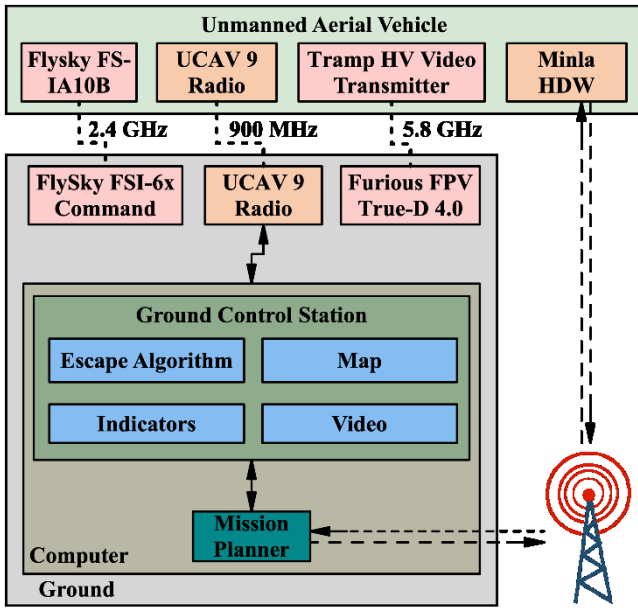 Unmanned Aerial Vehicle
Flysky FS-
IA10B
UCAV 9
Radio
Tramp HV Video
Transmitter
Minla
HDW
2.4 GHz
900 MHz
5.8 GHz
FlySky FSI-6x
Command
UCAV 9
Radio
Furious FPV
True-D 4.0
Ground Control Station
Escape Algorithm
Map
Indicators
Video
Mission
Planner
Computer
Ground